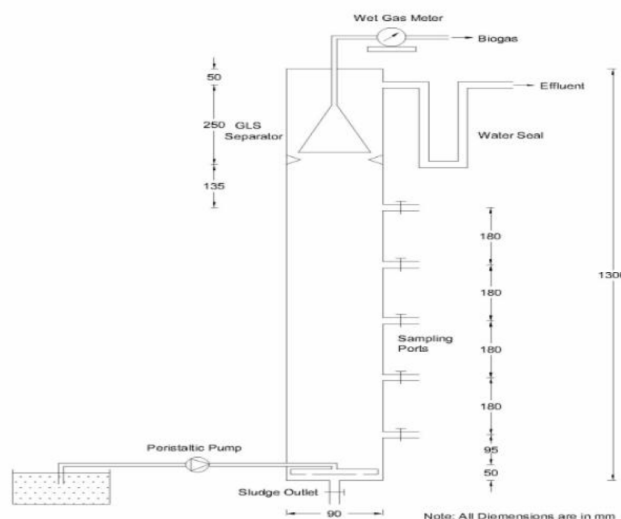 Wet Gas Meter
Biogas
50
Effluent
250
GLS
Separator
Water Seal
135
180
1300
180
Sampling
Ports
180
180
Peristaltic Pump
95
50
Sludge Outlet
90
Note: All Diemensions are in mm